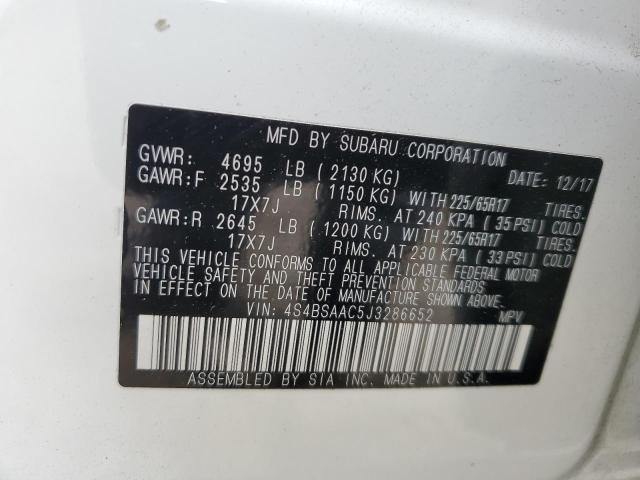 MFD BY SUBARU CORPORATION
GVWR: 4695 LB ( 2130 KG) DATE: 12/17
GAWR:F 2535 LB ( 1150 KG) WITH 225/65R17 TIRES.
17X7J RIMS. AT 240 KPA ( 35 PSI) COLD
GAWR:R 2645 LB ( 1200 KG) WITH 225/65R17 TIRES.
17X7J RIMS. AT 230 KPA ( 33 PSI) COLD
THIS VEHICLE CONFORMS TO ALL APPLICABLE FEDERAL MOTOR
VEHICLE SAFETY AND THEFT PREVENTION STANDARDS
IN EFFECT ON THE DATE OF MANUFACTURE SHOWN ABOVE.
VIN: 4S4BSAAC5J3286652 MPV
ASSEMBLED BY SIA INC. MADE IN U.S.A.